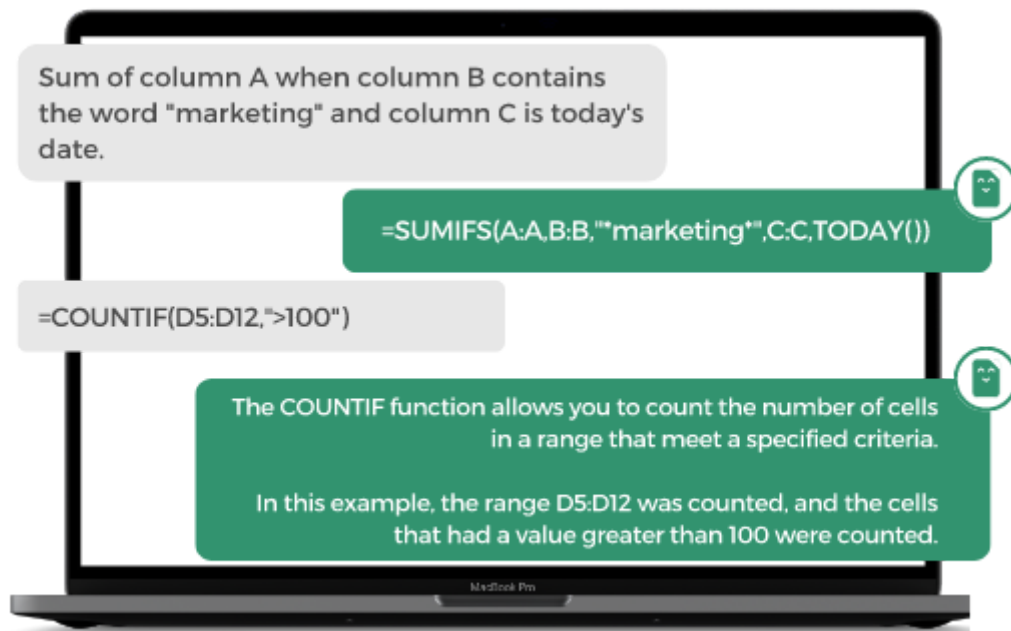 Sum of column A when column B contains
the word "marketing" and column C is today's
date.
=SUMIFS(A:A,B:B,"*marketing*",C:C,TODAY())
=COUNTIF(D5:D12,">100")
The COUNTIF function allows you to count the number of cells
in a range that meet a specified criteria.
In this example, the range D5:D12 was counted, and the cells
that had a value greater than 100 were counted.
MacBook Pro